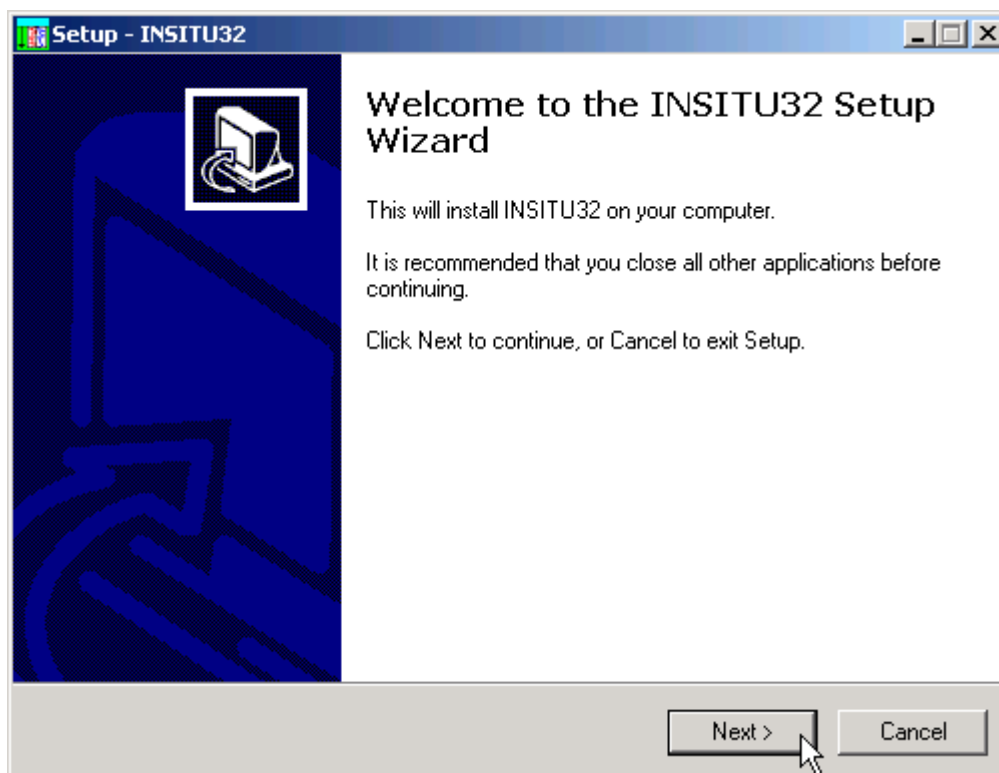 Setup - INSITU32
Welcome to the INSITU32 Setup
Wizard
This will install INSITU32 on your computer.
It is recommended that you close all other applications before
continuing.
Click Next to continue, or Cancel to exit Setup.
Next >
Cancel